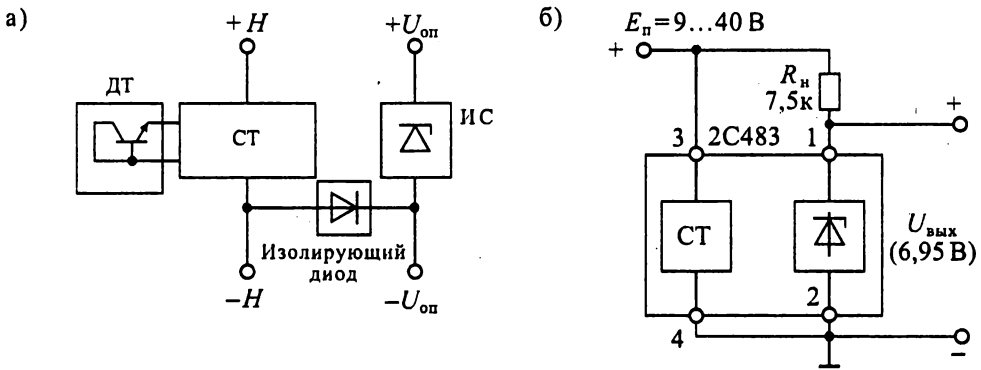 а)
+H
+Uоп
ДТ
СТ
ИС
Изолирующий
диод
−H
−Uоп
б)
Eп=9...40 В
+
Rн
7,5к
+
3
2С483
1
СТ
Uвых
(6,95 В)
2
4
−